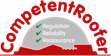 CompetentRoofer
Regulation
Reliability
Reassurance